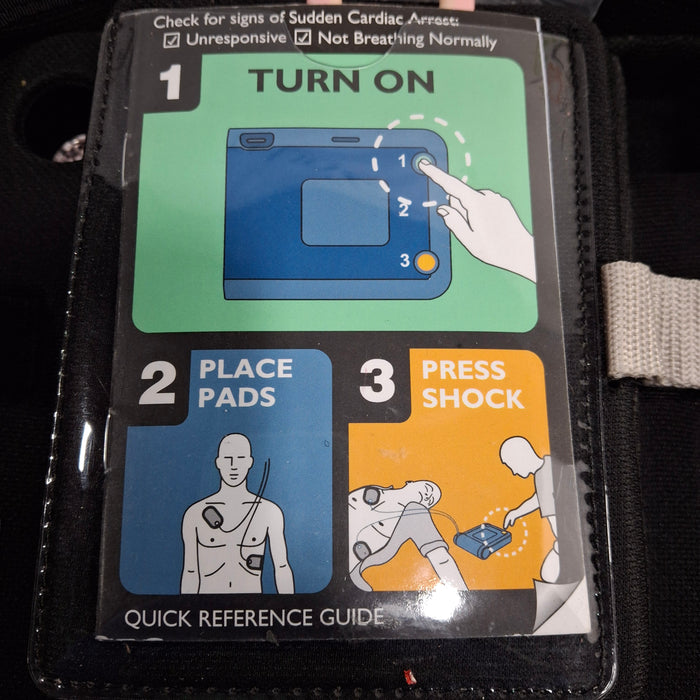 Check for signs of Sudden Cardiac Arrest:
☑ Unresponsive ☑ Not Breathing Normally
1
TURN ON
1
2
3
2
PLACE
PADS
3
PRESS
SHOCK
QUICK REFERENCE GUIDE